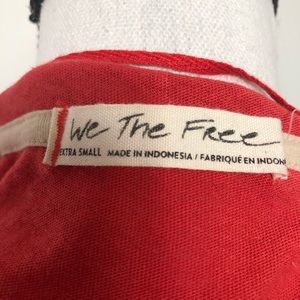 We The Free
EXTRA SMALL MADE IN INDONESIA / FABRIQUÉ EN INDON